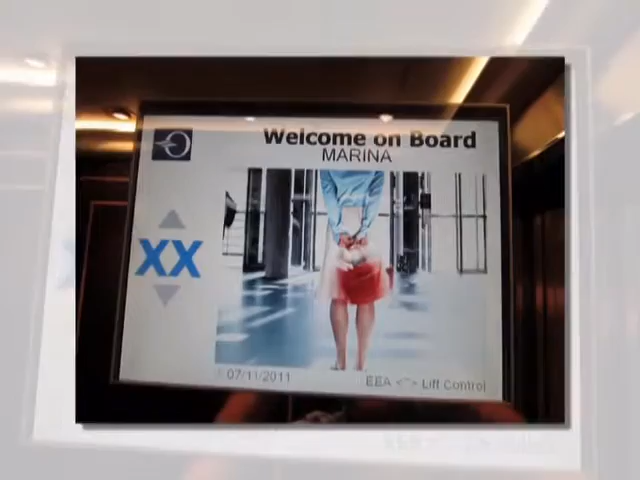 Welcome on Board
MARINA
XX
07/11/2011
EEA <~> Lift Control